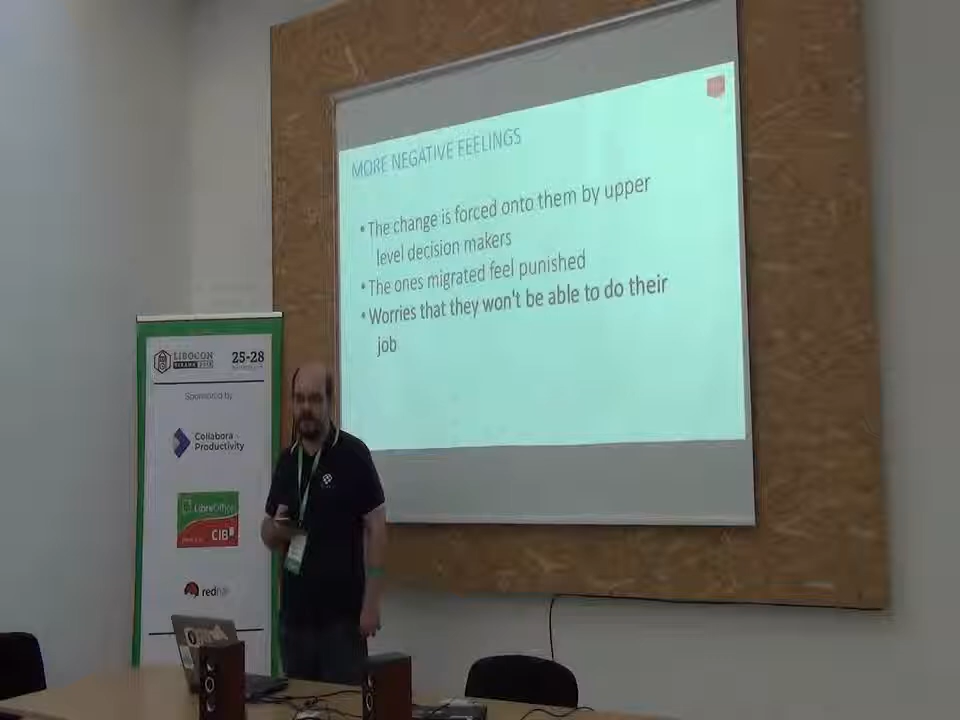 MORE NEGATIVE FEELINGS
• The change is forced onto them by upper
level decision makers
• The ones migrated feel punished
• Worries that they won't be able to do their
job
LIBOCON
25-28
Sponsored by
Collabora
Productivity
LibreOffice
CIB
red